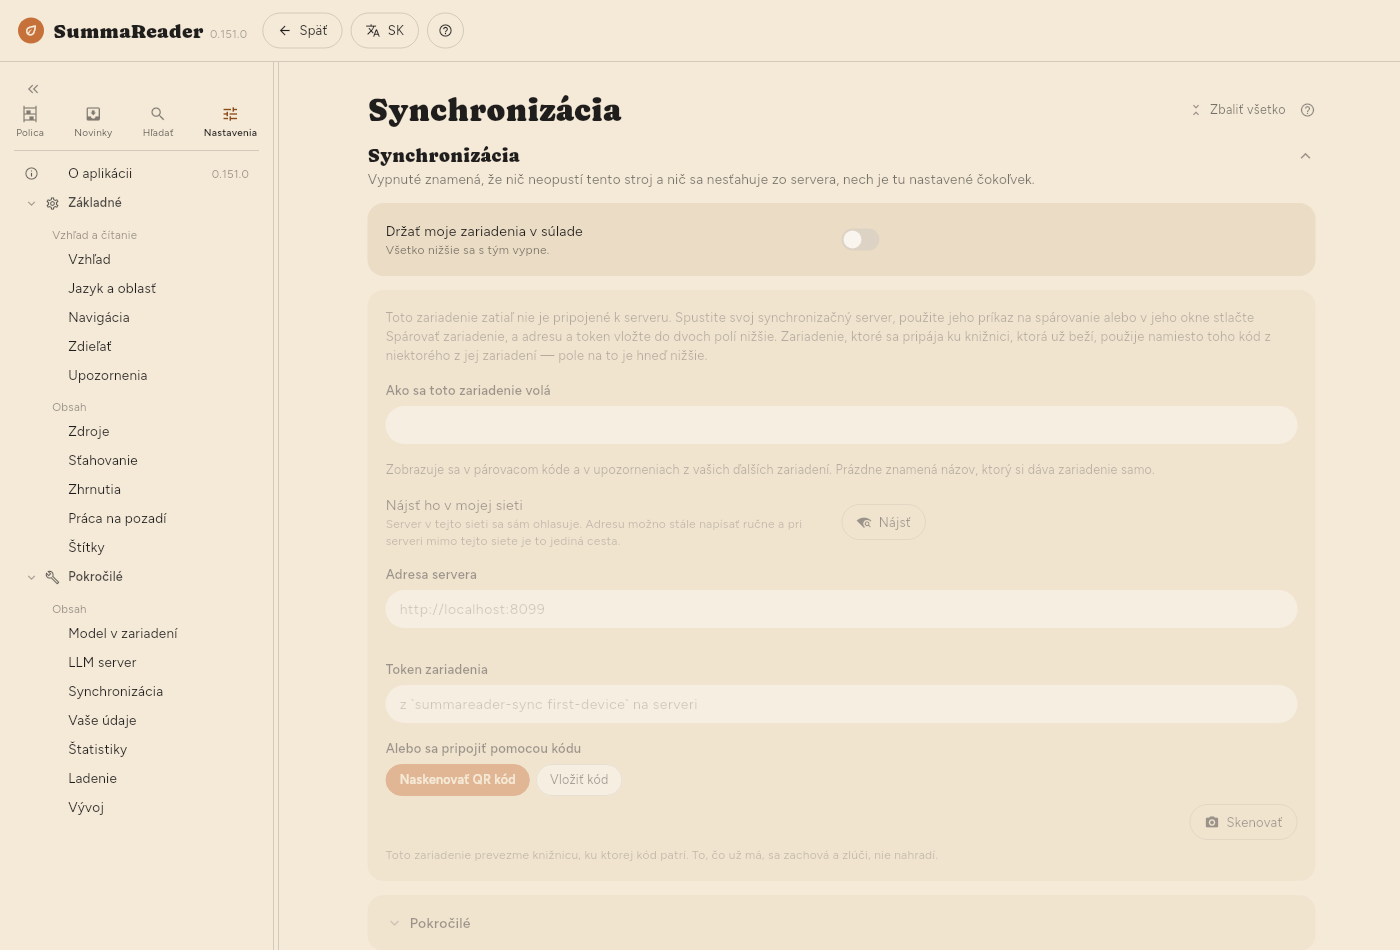 SummaReader 0.151.0
Späť
SK
Polica
Novinky
Hľadať
Nastavenia
O aplikácii 0.151.0
Základné
Vzhľad a čítanie
Vzhľad
Jazyk a oblasť
Navigácia
Zdieľať
Upozornenia
Obsah
Zdroje
Sťahovanie
Zhrnutia
Práca na pozadí
Štítky
Pokročilé
Obsah
Model v zariadení
LLM server
Synchronizácia
Vaše údaje
Štatistiky
Ladenie
Vývoj
Synchronizácia
Zbaliť všetko
Synchronizácia
Vypnuté znamená, že nič neopustí tento stroj a nič sa nesťahuje zo servera, nech je tu nastavené čokoľvek.
Držať moje zariadenia v súlade
Všetko nižšie sa s tým vypne.
Toto zariadenie zatiaľ nie je pripojené k serveru. Spustite svoj synchronizačný server, použite jeho príkaz na spárovanie alebo v jeho okne stlačte
Spárovať zariadenie, a adresu a token vložte do dvoch polí nižšie. Zariadenie, ktoré sa pripája ku knižnici, ktorá už beží, použije namiesto toho kód z
niektorého z jej zariadení — pole na to je hneď nižšie.
Ako sa toto zariadenie volá
Zobrazuje sa v párovacom kóde a v upozorneniach z vašich ďalších zariadení. Prázdne znamená názov, ktorý si dáva zariadenie samo.
Nájsť ho v mojej sieti
Server v tejto sieti sa sám ohlasuje. Adresu možno stále napísať ručne a pri
serveri mimo tejto siete je to jediná cesta.
Nájsť
Adresa servera
http://localhost:8099
Token zariadenia
z `summareader-sync first-device` na serveri
Alebo sa pripojiť pomocou kódu
Naskenovať QR kód
Vložiť kód
Skenovať
Toto zariadenie prevezme knižnicu, ku ktorej kód patrí. To, čo už má, sa zachová a zlúči, nie nahradí.
Pokročilé